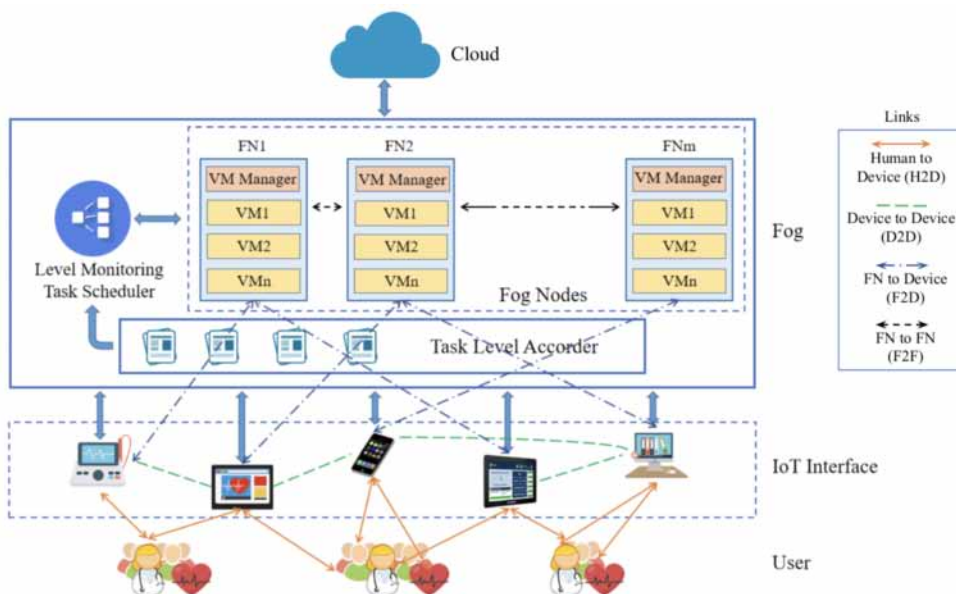 Cloud
FN1
FN2
FNm
VM Manager
VM1
VM2
VMn
VM Manager
VM1
VM2
VMn
VM Manager
VM1
VM2
VMn
Fog Nodes
Level Monitoring
Task Scheduler
Task Level Accorder
Fog
IoT Interface
User
Links
Human to
Device (H2D)
Device to Device
(D2D)
FN to Device
(F2D)
FN to FN
(F2F)